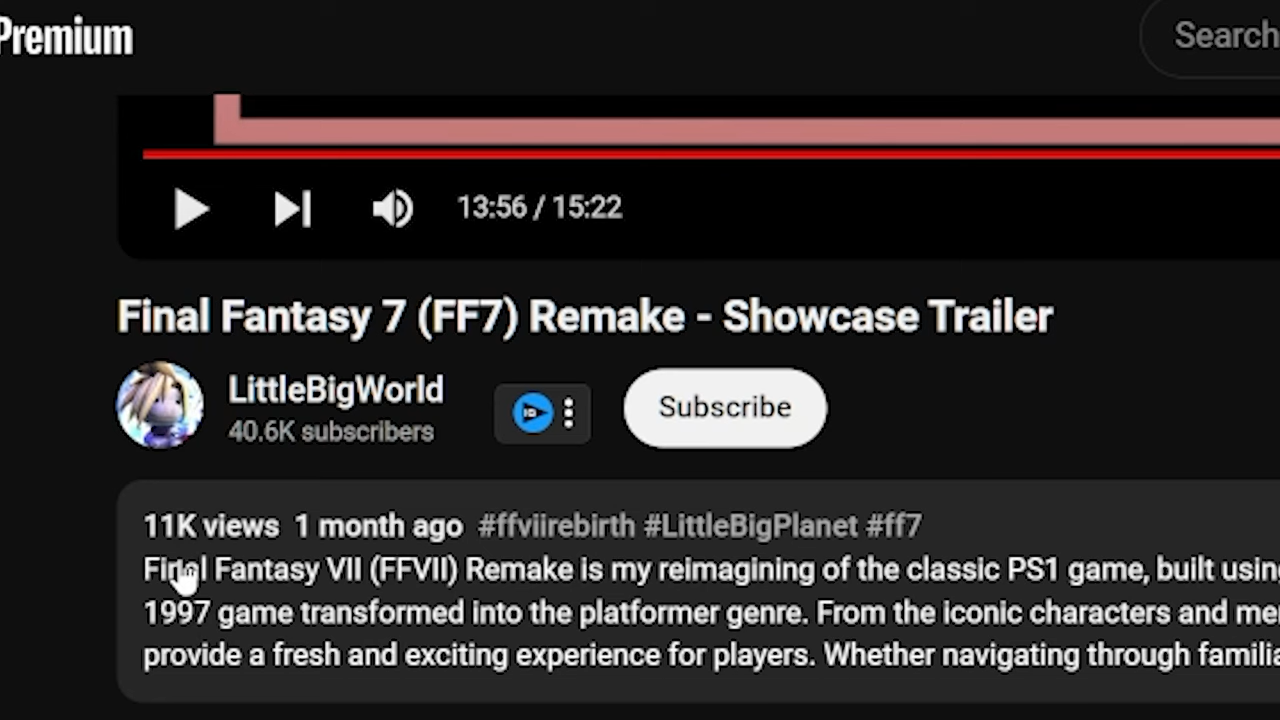 Premium
Search
13:56 / 15:22
Final Fantasy 7 (FF7) Remake - Showcase Trailer
LittleBigWorld
40.6K subscribers
Subscribe
11K views 1 month ago #ffviirebirth #LittleBigPlanet #ff7
Final Fantasy VII (FFVII) Remake is my reimagining of the classic PS1 game, built using
1997 game transformed into the platformer genre. From the iconic characters and
provide a fresh and exciting experience for players. Whether navigating through